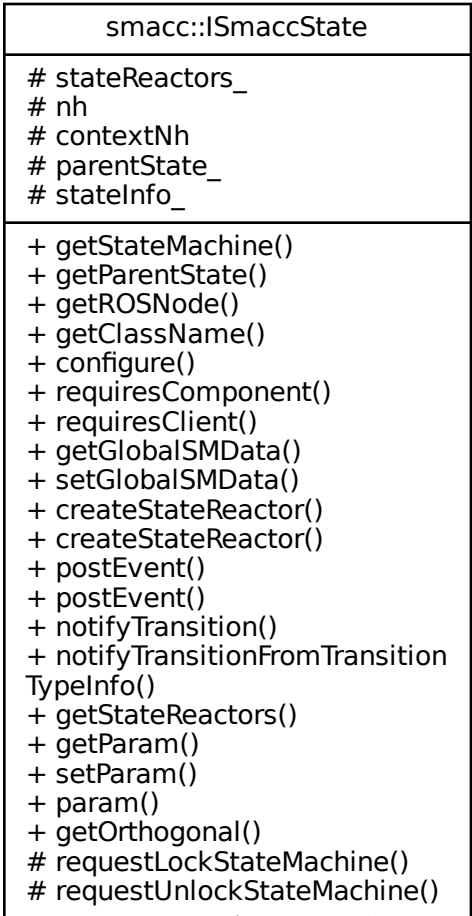 smacc::ISmaccState
# stateReactors_
# nh
# contextNh
# parentState_
# stateInfo_
+ getStateMachine()
+ getParentState()
+ getROSNode()
+ getClassName()
+ configure()
+ requiresComponent()
+ requiresClient()
+ getGlobalSMData()
+ setGlobalSMData()
+ createStateReactor()
+ createStateReactor()
+ postEvent()
+ postEvent()
+ notifyTransition()
+ notifyTransitionFromTransition
TypeInfo()
+ getStateReactors()
+ getParam()
+ setParam()
+ param()
+ getOrthogonal()
# requestLockStateMachine()
# requestUnlockStateMachine()